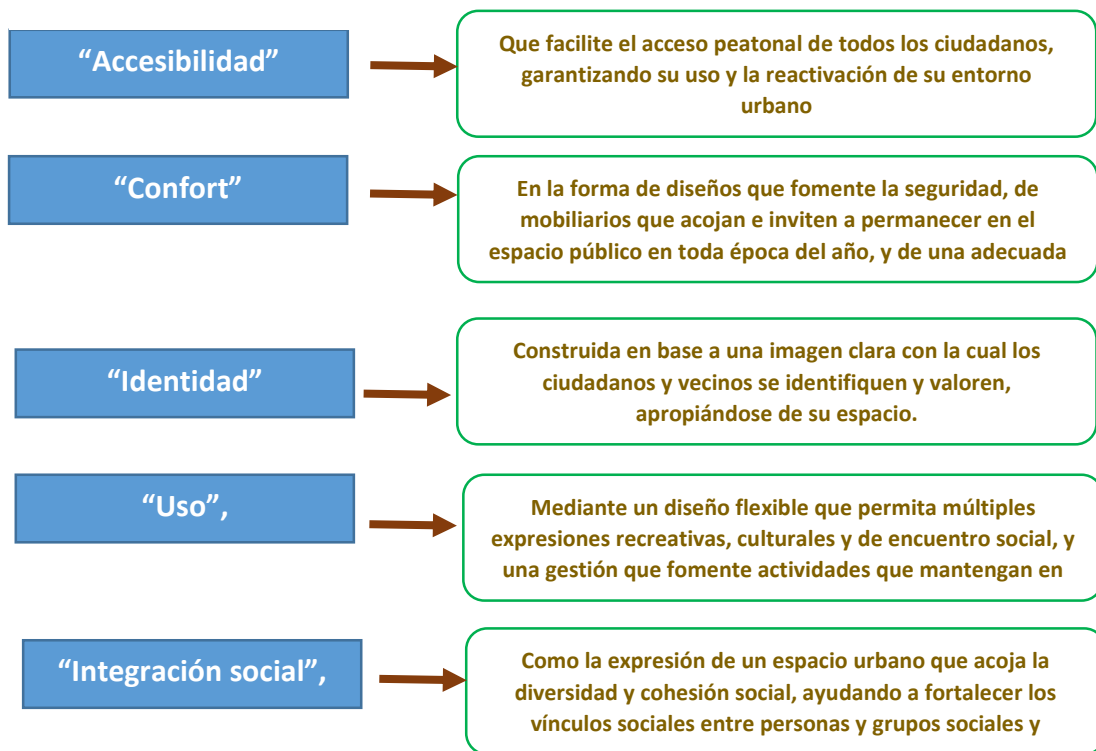 “Accesibilidad”
Que facilite el acceso peatonal de todos los ciudadanos,
garantizando su uso y la reactivación de su entorno
urbano
“Confort”
En la forma de diseños que fomente la seguridad, de
mobiliarios que acojan e inviten a permanecer en el
espacio público en toda época del año, y de una adecuada
“Identidad”
Construida en base a una imagen clara con la cual los
ciudadanos y vecinos se identifiquen y valoren,
apropiándose de su espacio.
“Uso”,
Mediante un diseño flexible que permita múltiples
expresiones recreativas, culturales y de encuentro social, y
una gestión que fomente actividades que mantengan en
“Integración social”,
Como la expresión de un espacio urbano que acoja la
diversidad y cohesión social, ayudando a fortalecer los
vínculos sociales entre personas y grupos sociales y